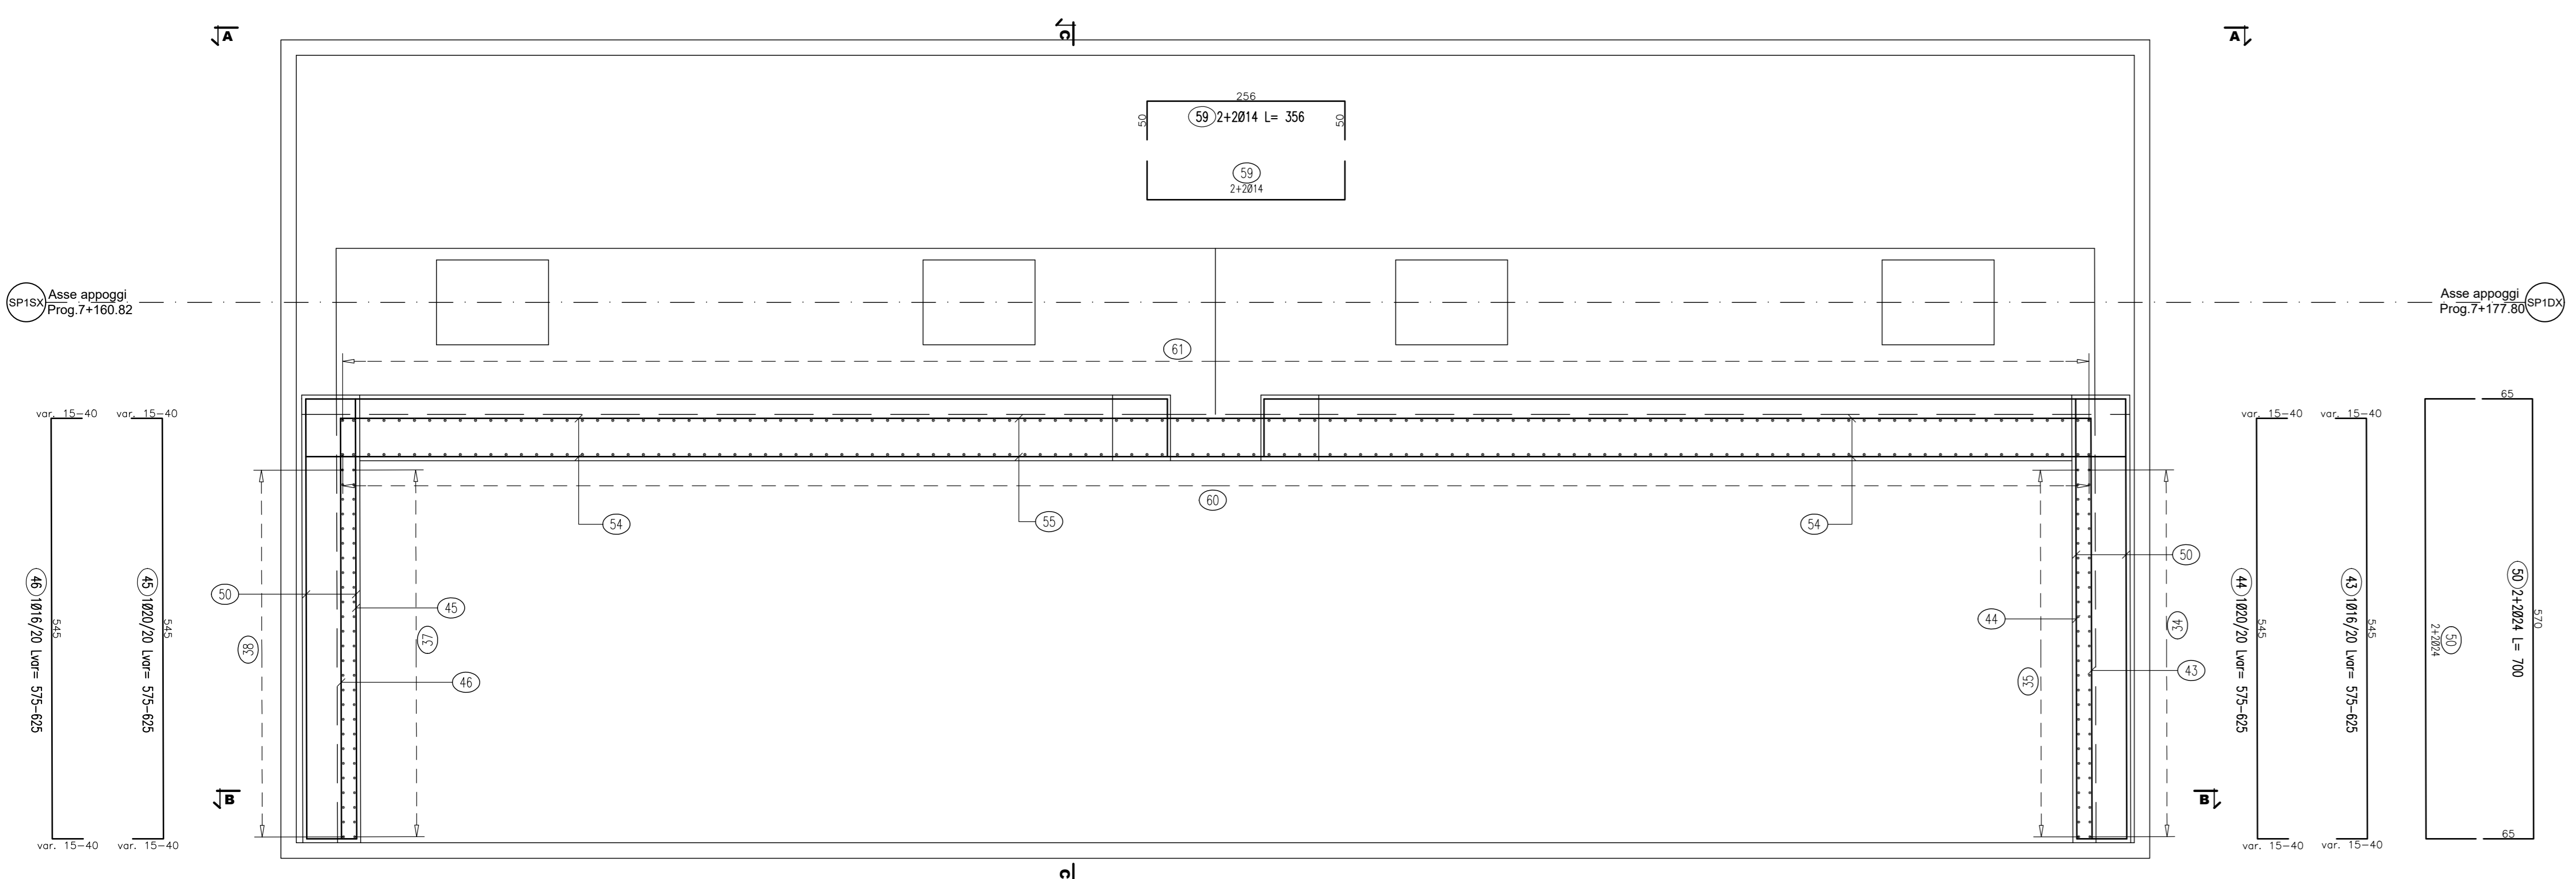 A
C
A
256
50
59 2+2Ø14 L= 356
50
59
2+2Ø14
SP1SX
Asse appoggi
Prog.7+160.82
Asse appoggi
Prog.7+177.80
SP1DX
61
60
54
55
54
var. 15-40
var. 15-40
46 1Ø16/20 Lvar= 575-625
545
45 1Ø20/20 Lvar= 575-625
545
var. 15-40
var. 15-40
50
38
37
45
46
50
44
35
34
43
var. 15-40
var. 15-40
44 1Ø20/20 Lvar= 575-625
545
43 1Ø16/20 Lvar= 575-625
545
var. 15-40
var. 15-40
65
50
2+2Ø24
50 2+2Ø24 L= 700
570
65
B
B
C